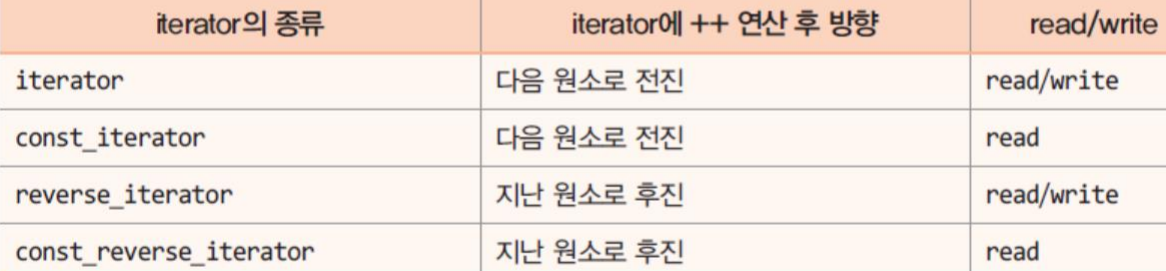 iterator의 종류 iterator에 ++ 연산 후 방향 read/write
iterator 다음 원소로 전진 read/write
const_iterator 다음 원소로 전진 read
reverse_iterator 지난 원소로 후진 read/write
const_reverse_iterator 지난 원소로 후진 read